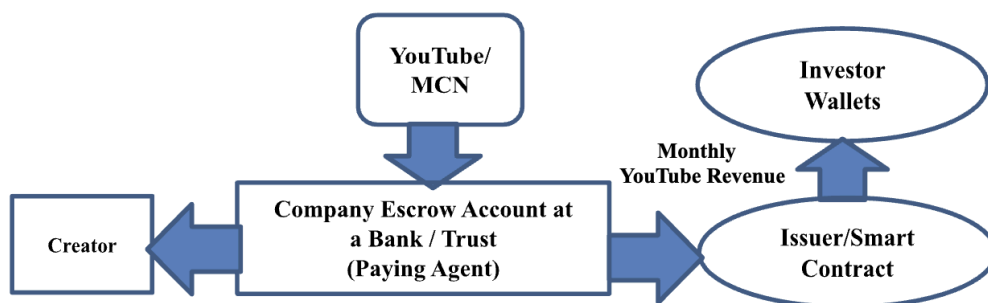 YouTube/
MCN
Investor
Wallets
Monthly
YouTube Revenue
Creator
Company Escrow Account at
a Bank / Trust
(Paying Agent)
Issuer/Smart
Contract